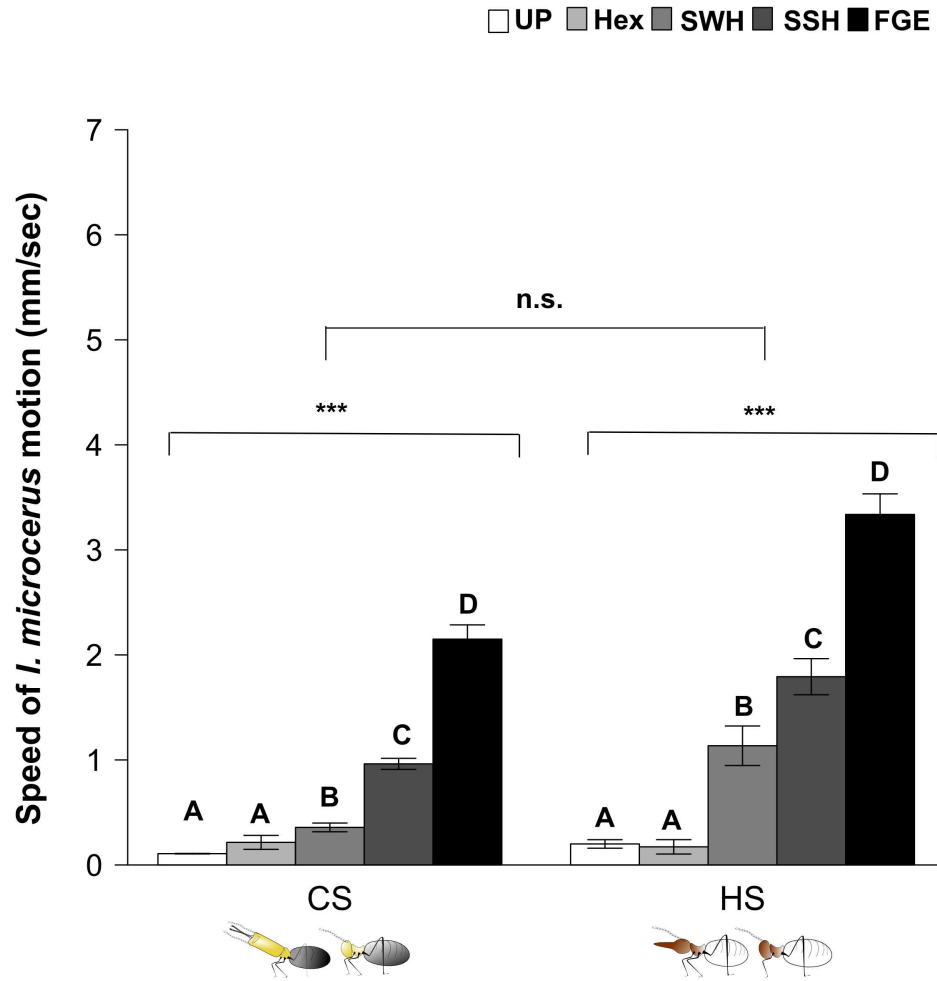 UP Hex SWH SSH FGE
Speed of I. microcerus motion (mm/sec)
7
6
5
4
3
2
1
0
n.s.
***
***
A A B C D
A A B C D
CS HS